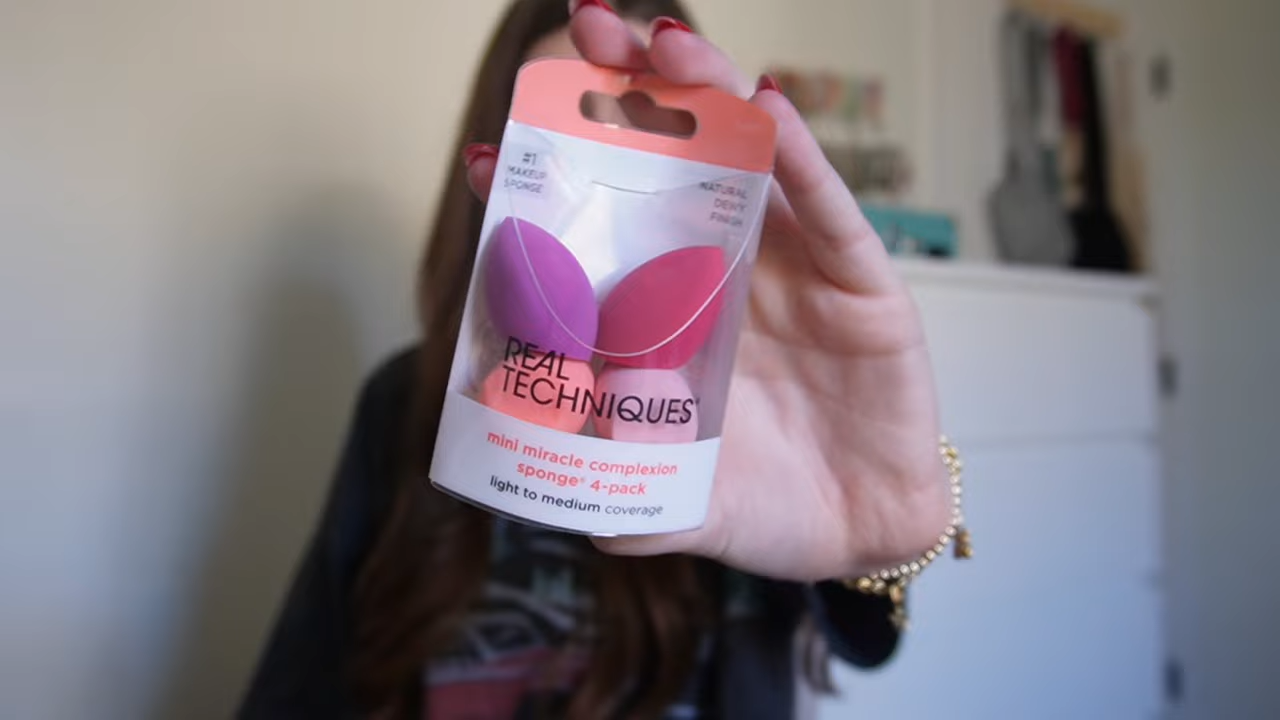 #1
MAKEUP
SPONGE
NATURAL
DEWY
FINISH
REAL
TECHNIQUES®
mini miracle complexion
sponge® 4-pack
light to medium coverage